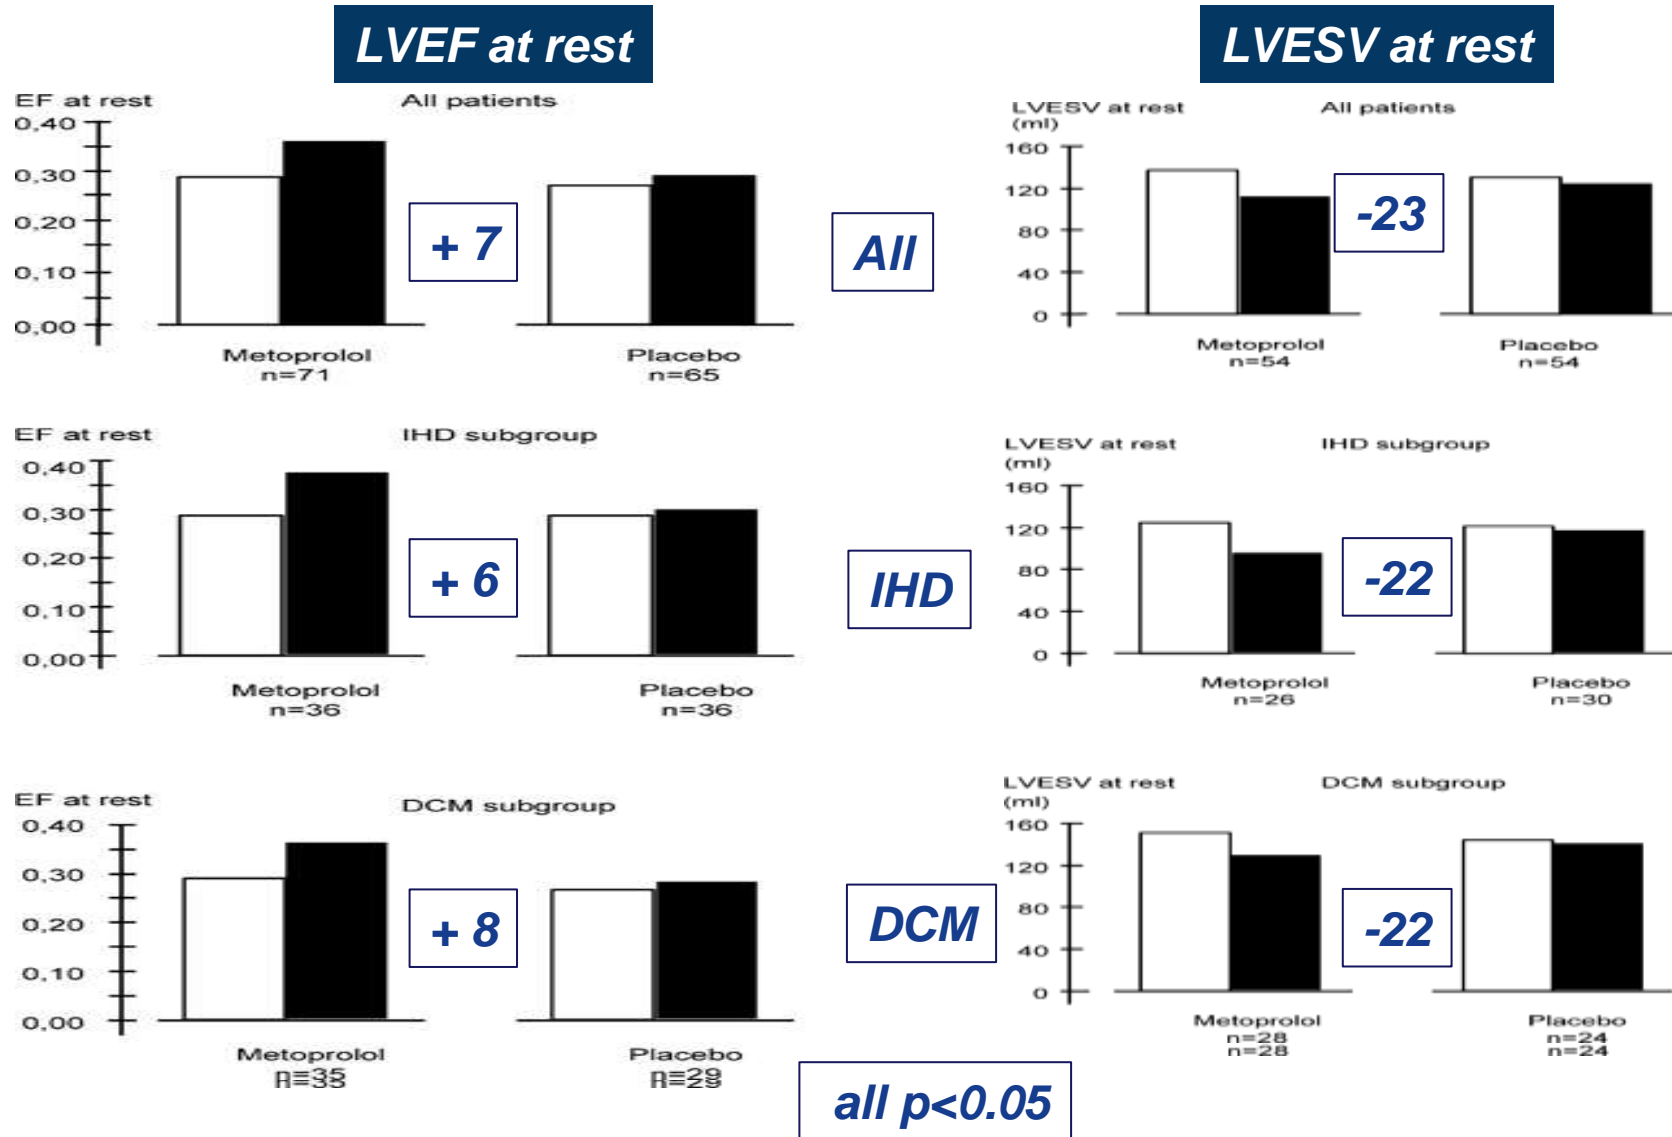 LVEF at rest
LVESV at rest
EF at rest
All patients
0,40
0,30
0,20
0,10
0,00
+ 7
Metoprolol
n=71
Placebo
n=65
All
LVESV at rest
(ml)
All patients
160
120
80
40
0
-23
Metoprolol
n=54
Placebo
n=54
EF at rest
IHD subgroup
0,40
0,30
0,20
0,10
0,00
+ 6
Metoprolol
n=36
Placebo
n=36
IHD
LVESV at rest
(ml)
IHD subgroup
160
120
80
40
0
-22
Metoprolol
n=26
Placebo
n=30
EF at rest
DCM subgroup
0,40
0,30
0,20
0,10
0,00
+ 8
Metoprolol
n=35
n=35
Placebo
n=29
n=29
DCM
LVESV at rest
(ml)
DCM subgroup
160
120
80
40
0
-22
Metoprolol
n=28
n=28
Placebo
n=24
n=24
all p<0.05